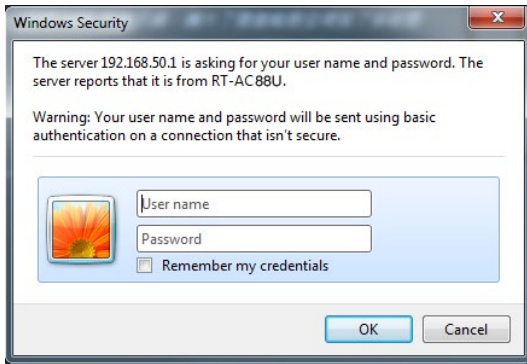 Windows Security
The server 192.168.50.1 is asking for your user name and password. The
server reports that it is from RT-AC88U.
Warning: Your user name and password will be sent using basic
authentication on a connection that isn't secure.
User name
Password
Remember my credentials
OK
Cancel